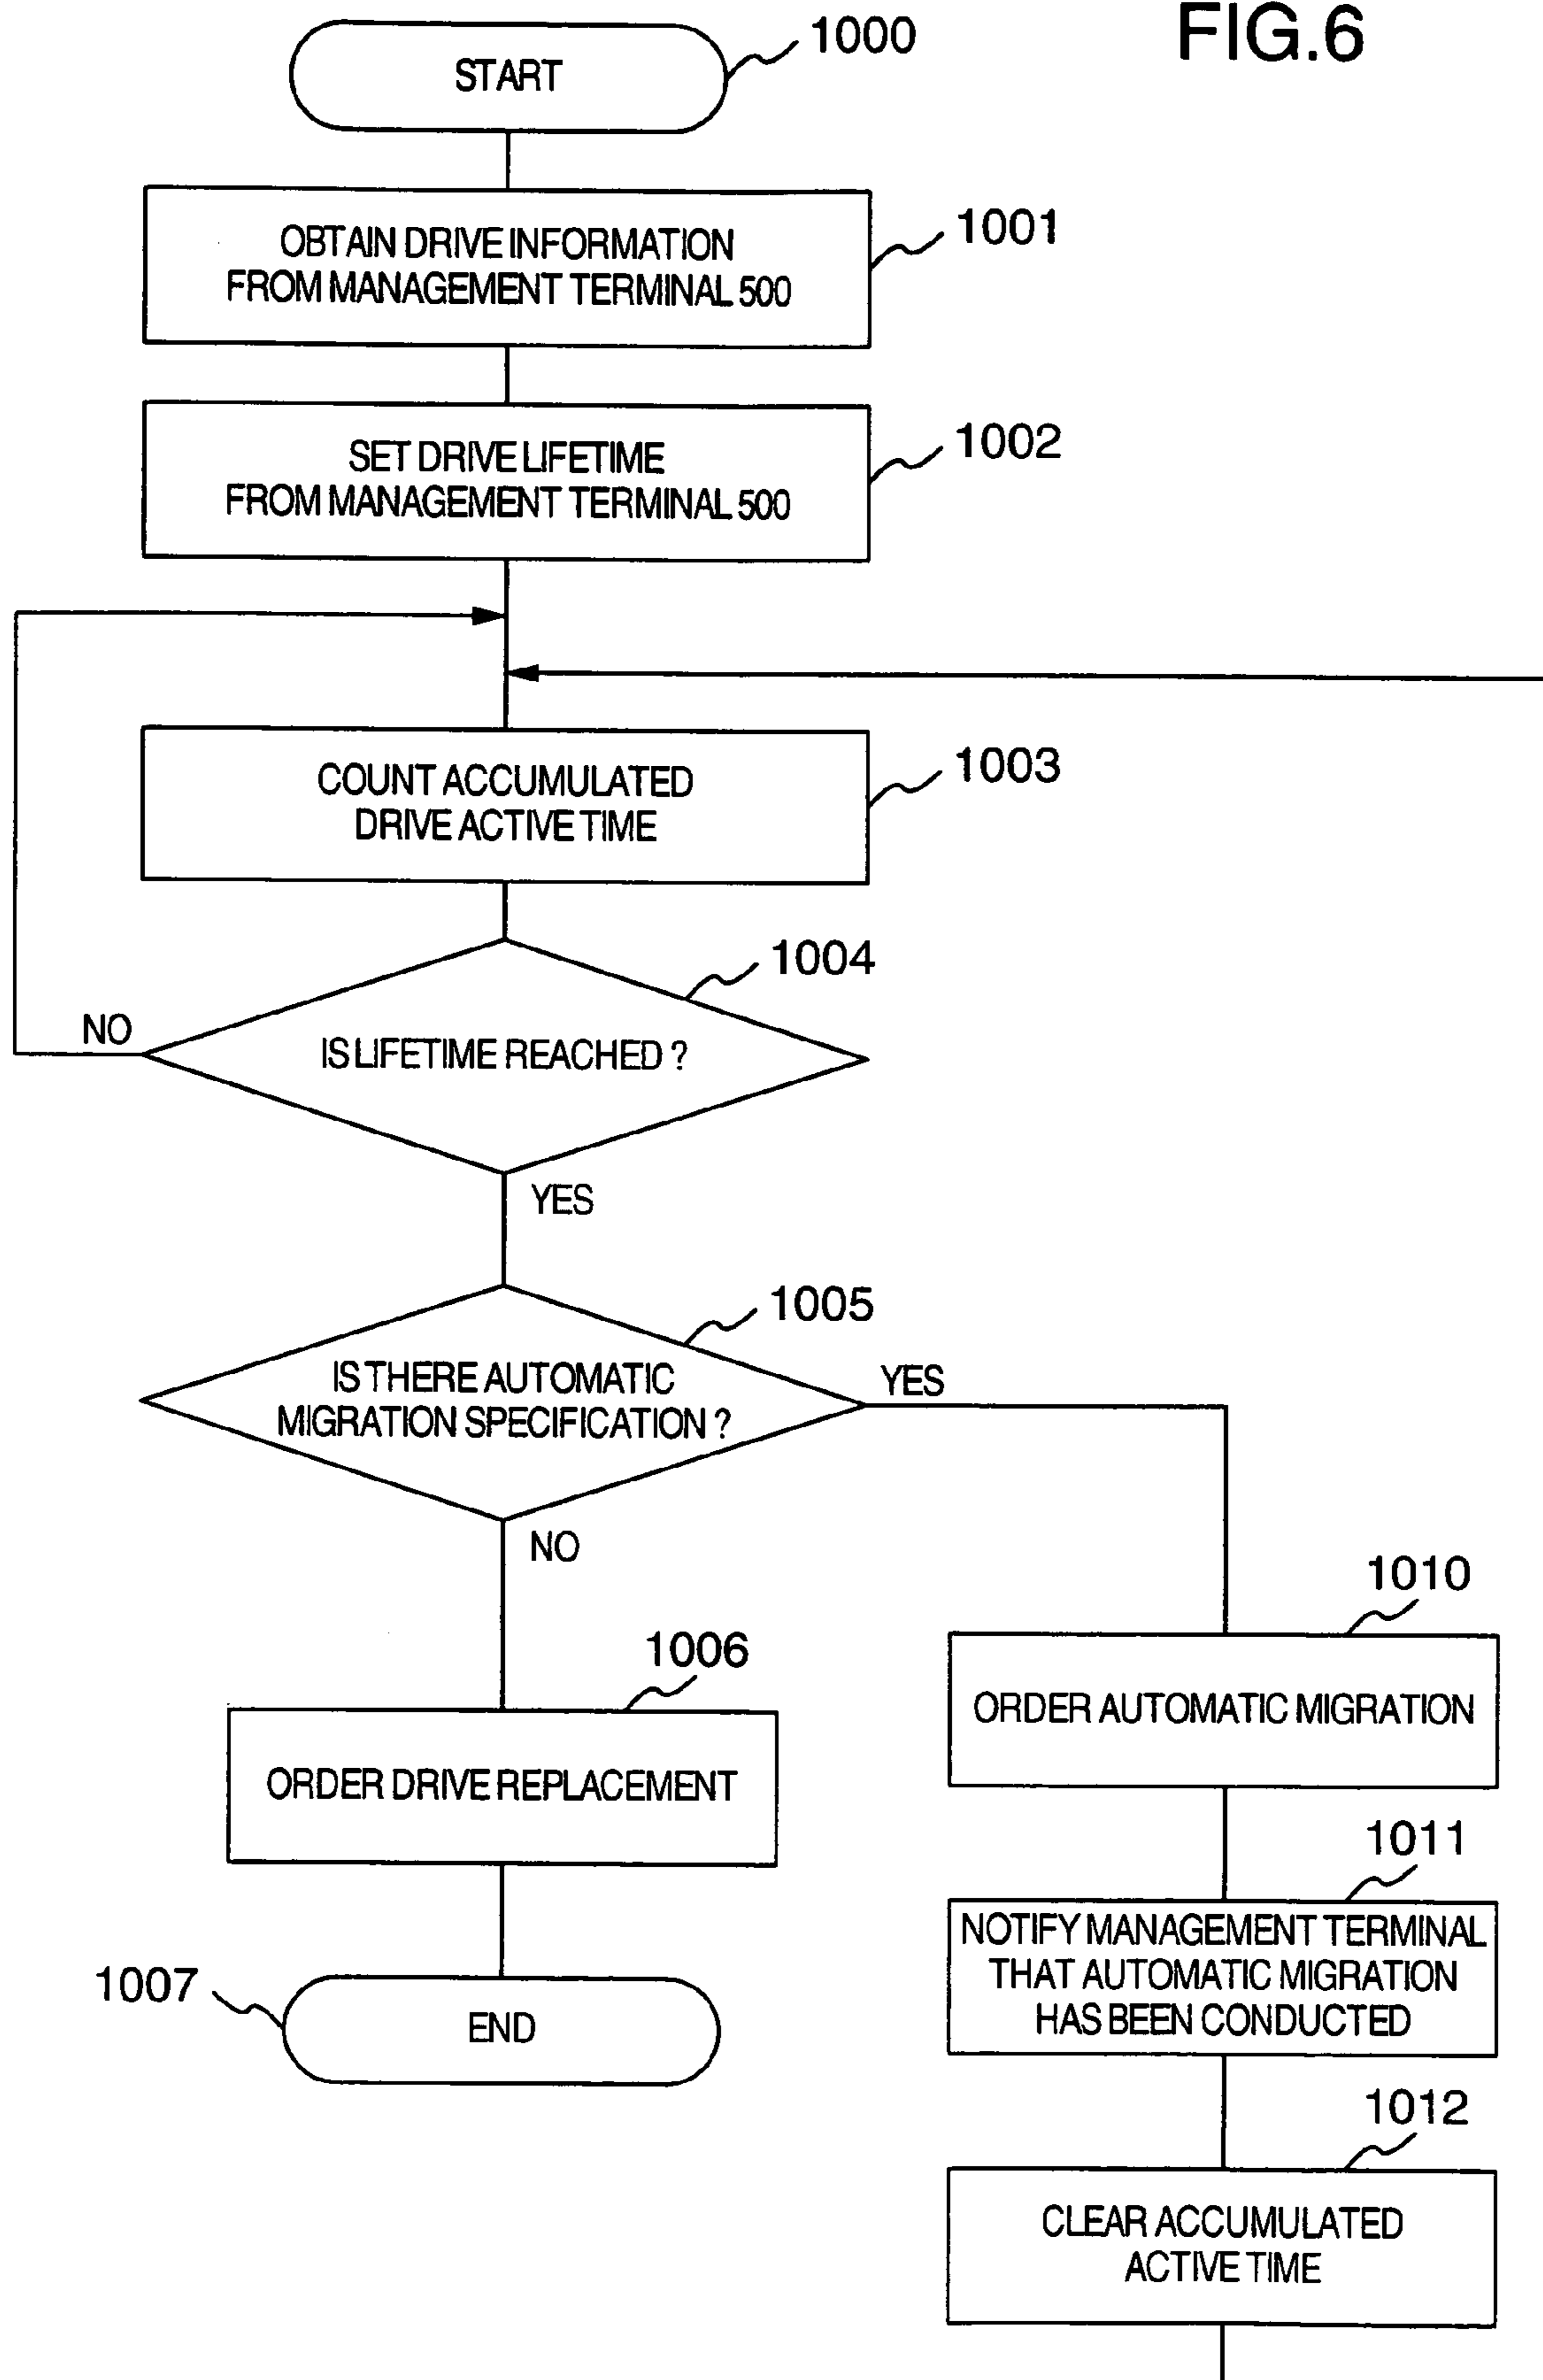 FIG.6
1000
START
1001
OBTAIN DRIVE INFORMATION
FROM MANAGEMENT TERMINAL 500
1002
SET DRIVE LIFETIME
FROM MANAGEMENT TERMINAL 500
1003
COUNT ACCUMULATED
DRIVE ACTIVE TIME
1004
NO
IS LIFETIME REACHED ?
YES
1005
IS THERE AUTOMATIC
MIGRATION SPECIFICATION ?
YES
NO
1006
ORDER DRIVE REPLACEMENT
1007
END
1010
ORDER AUTOMATIC MIGRATION
1011
NOTIFY MANAGEMENT TERMINAL
THAT AUTOMATIC MIGRATION
HAS BEEN CONDUCTED
1012
CLEAR ACCUMULATED
ACTIVE TIME